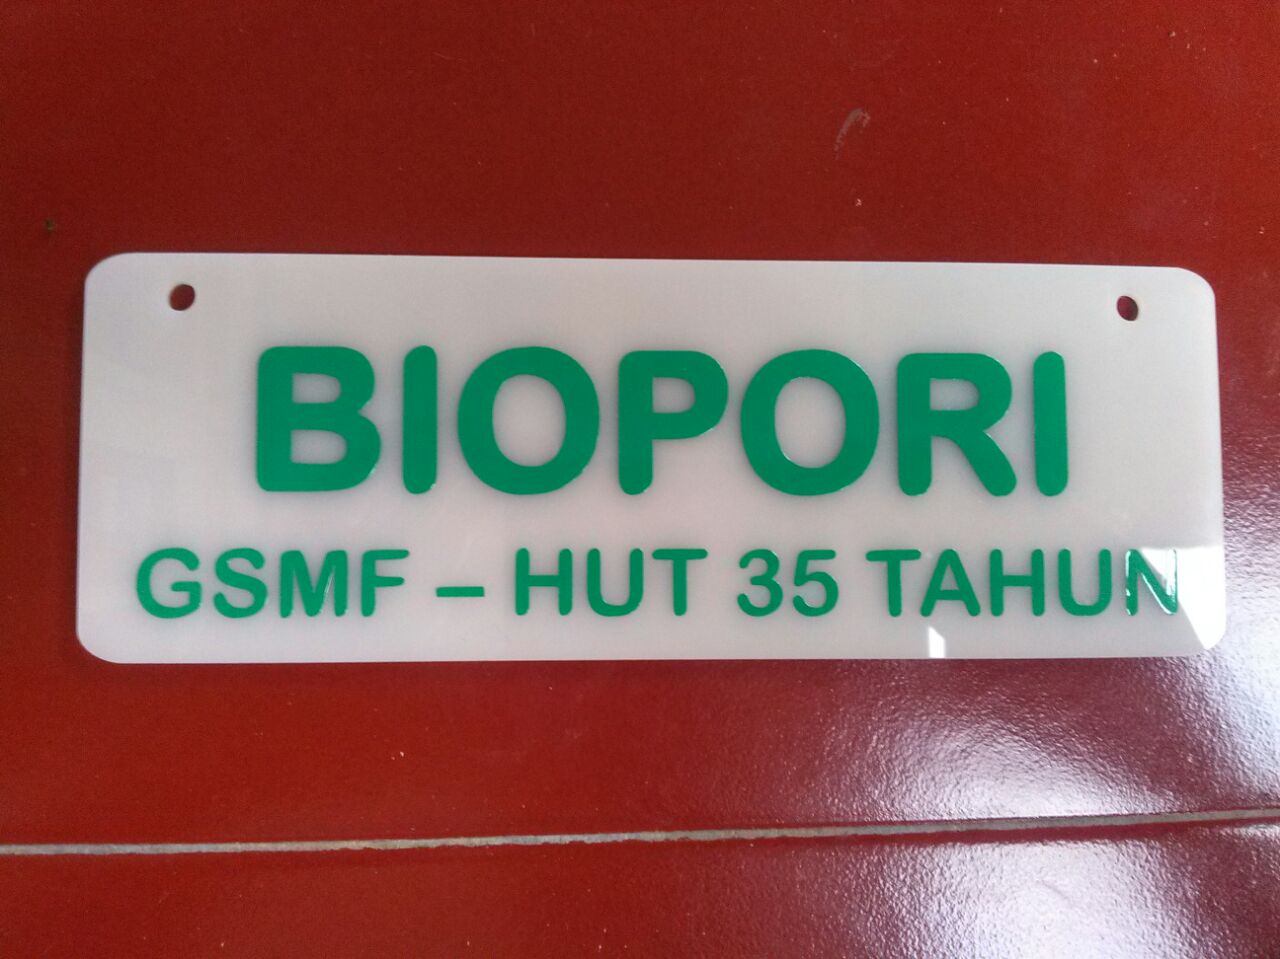 BIOPORI
GSMF – HUT 35 TAHUN